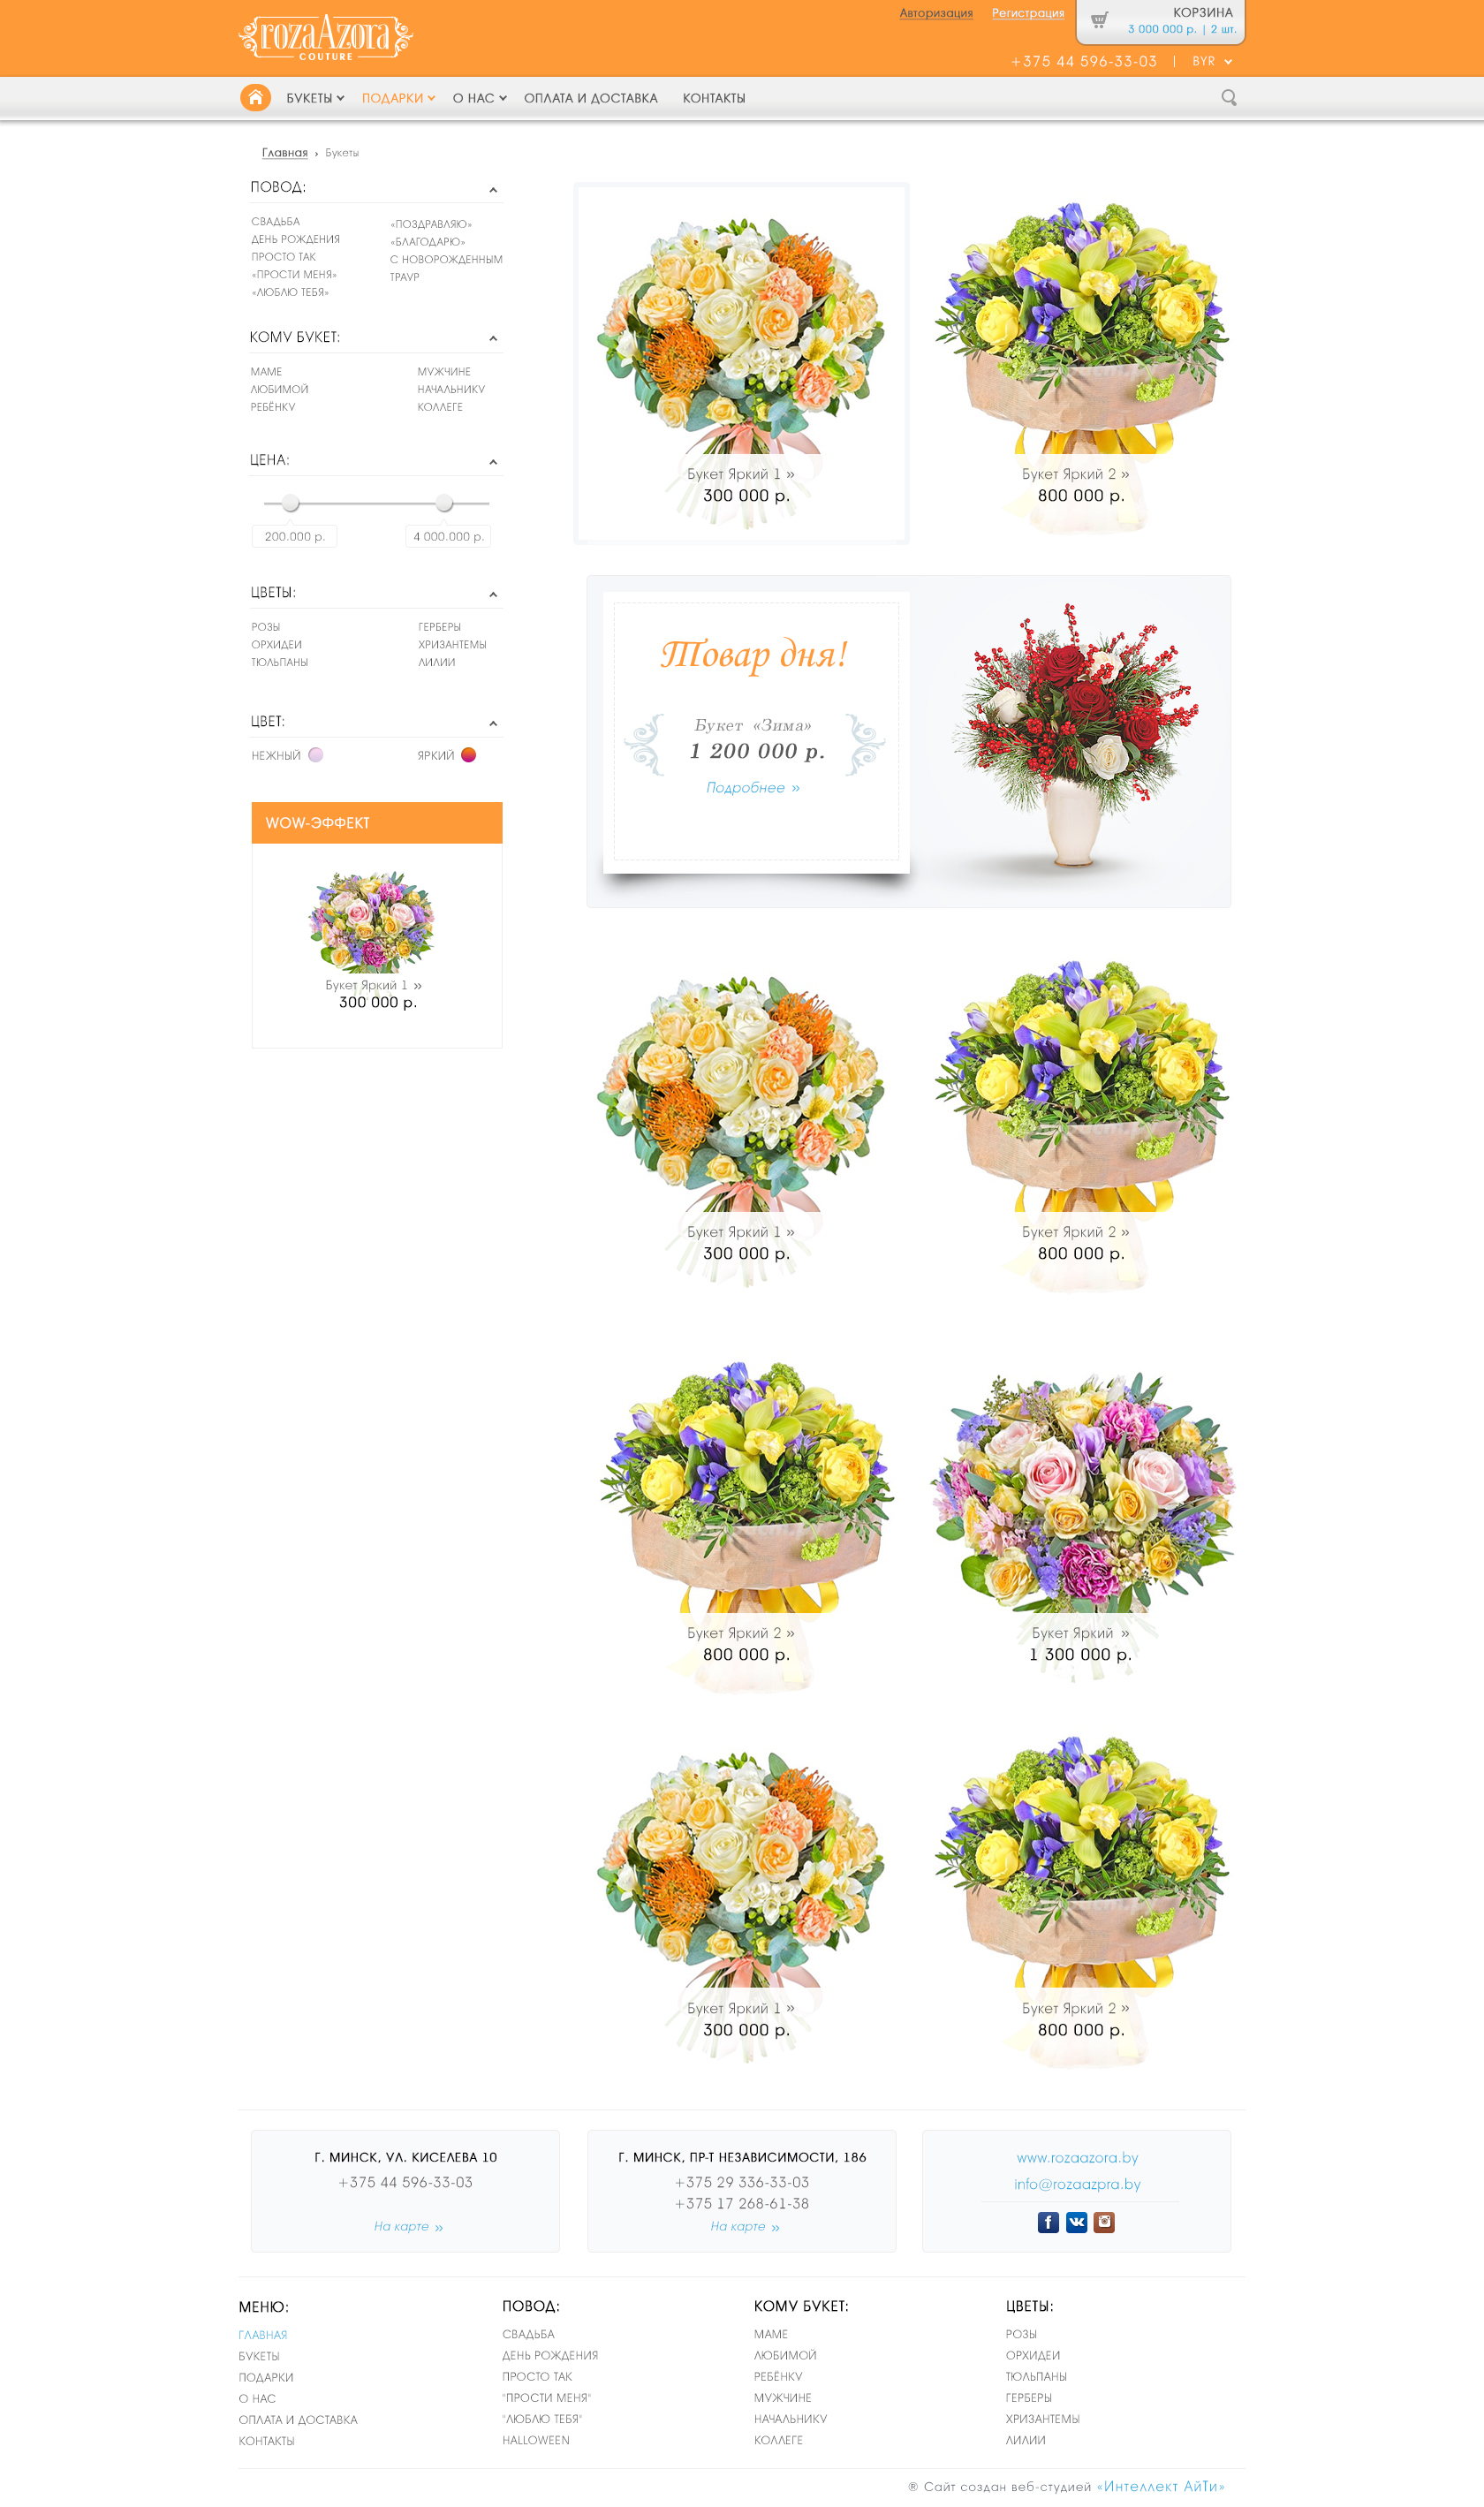 rozaAzora
COUTURE
Авторизация Регистрация
КОРЗИНА
3 000 000 р. | 2 шт.
+375 44 596-33-03 | BYR
БУКЕТЫ ПОДАРКИ О НАС ОПЛАТА И ДОСТАВКА КОНТАКТЫ
Главная › Букеты
ПОВОД:
СВАДЬБА
ДЕНЬ РОЖДЕНИЯ
ПРОСТО ТАК
«ПРОСТИ МЕНЯ»
«ЛЮБЛЮ ТЕБЯ»
«ПОЗДРАВЛЯЮ»
«БЛАГОДАРЮ»
С НОВОРОЖДЕННЫМ
ТРАУР
КОМУ БУКЕТ:
МАМЕ
ЛЮБИМОЙ
РЕБЁНКУ
МУЖЧИНЕ
НАЧАЛЬНИКУ
КОЛЛЕГЕ
ЦЕНА:
200.000 р.
4 000.000 р.
ЦВЕТЫ:
РОЗЫ
ОРХИДЕИ
ТЮЛЬПАНЫ
ГЕРБЕРЫ
ХРИЗАНТЕМЫ
ЛИЛИИ
ЦВЕТ:
НЕЖНЫЙ
ЯРКИЙ
WOW-ЭФФЕКТ
Букет Яркий 1 »
300 000 р.
Букет Яркий 1 »
300 000 р.
Букет Яркий 2 »
800 000 р.
Товар дня!
Букет «Зима»
1 200 000 р.
Подробнее »
Букет Яркий 1 »
300 000 р.
Букет Яркий 2 »
800 000 р.
Букет Яркий 2 »
800 000 р.
Букет Яркий »
1 300 000 р.
Букет Яркий 1 »
300 000 р.
Букет Яркий 2 »
800 000 р.
Г. МИНСК, УЛ. КИСЕЛЕВА 10
+375 44 596-33-03
На карте »
Г. МИНСК, ПР-Т НЕЗАВИСИМОСТИ, 186
+375 29 336-33-03
+375 17 268-61-38
На карте »
www.rozaazora.by
info@rozaazpra.by
МЕНЮ:
ГЛАВНАЯ
БУКЕТЫ
ПОДАРКИ
О НАС
ОПЛАТА И ДОСТАВКА
КОНТАКТЫ
ПОВОД:
СВАДЬБА
ДЕНЬ РОЖДЕНИЯ
ПРОСТО ТАК
"ПРОСТИ МЕНЯ"
"ЛЮБЛЮ ТЕБЯ"
HALLOWEEN
КОМУ БУКЕТ:
МАМЕ
ЛЮБИМОЙ
РЕБЁНКУ
МУЖЧИНЕ
НАЧАЛЬНИКУ
КОЛЛЕГЕ
ЦВЕТЫ:
РОЗЫ
ОРХИДЕИ
ТЮЛЬПАНЫ
ГЕРБЕРЫ
ХРИЗАНТЕМЫ
ЛИЛИИ
® Сайт создан веб-студией «Интеллект АйТи»